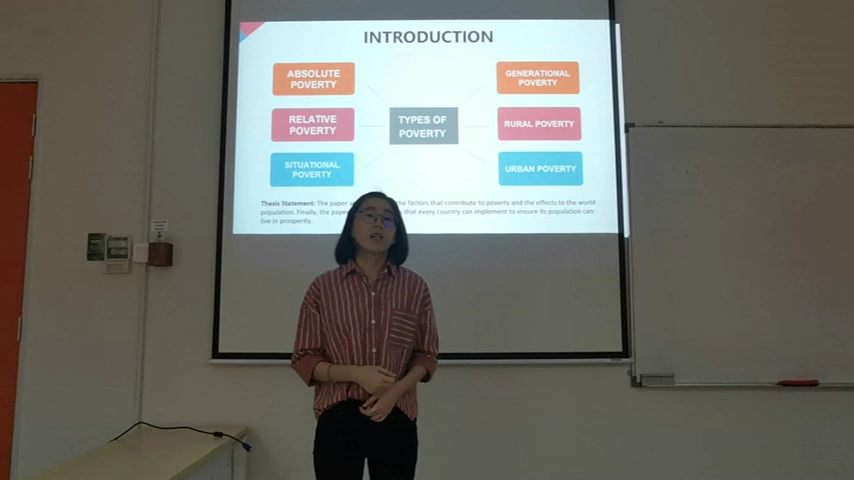 INTRODUCTION
ABSOLUTE
POVERTY
RELATIVE
POVERTY
SITUATIONAL
POVERTY
TYPES OF
POVERTY
GENERATIONAL
POVERTY
RURAL POVERTY
URBAN POVERTY
Thesis Statement: The paper the factors that contribute to poverty and the effects to the world
population. Finally, the paper that every country can implement to ensure its population can
live in prosperity.